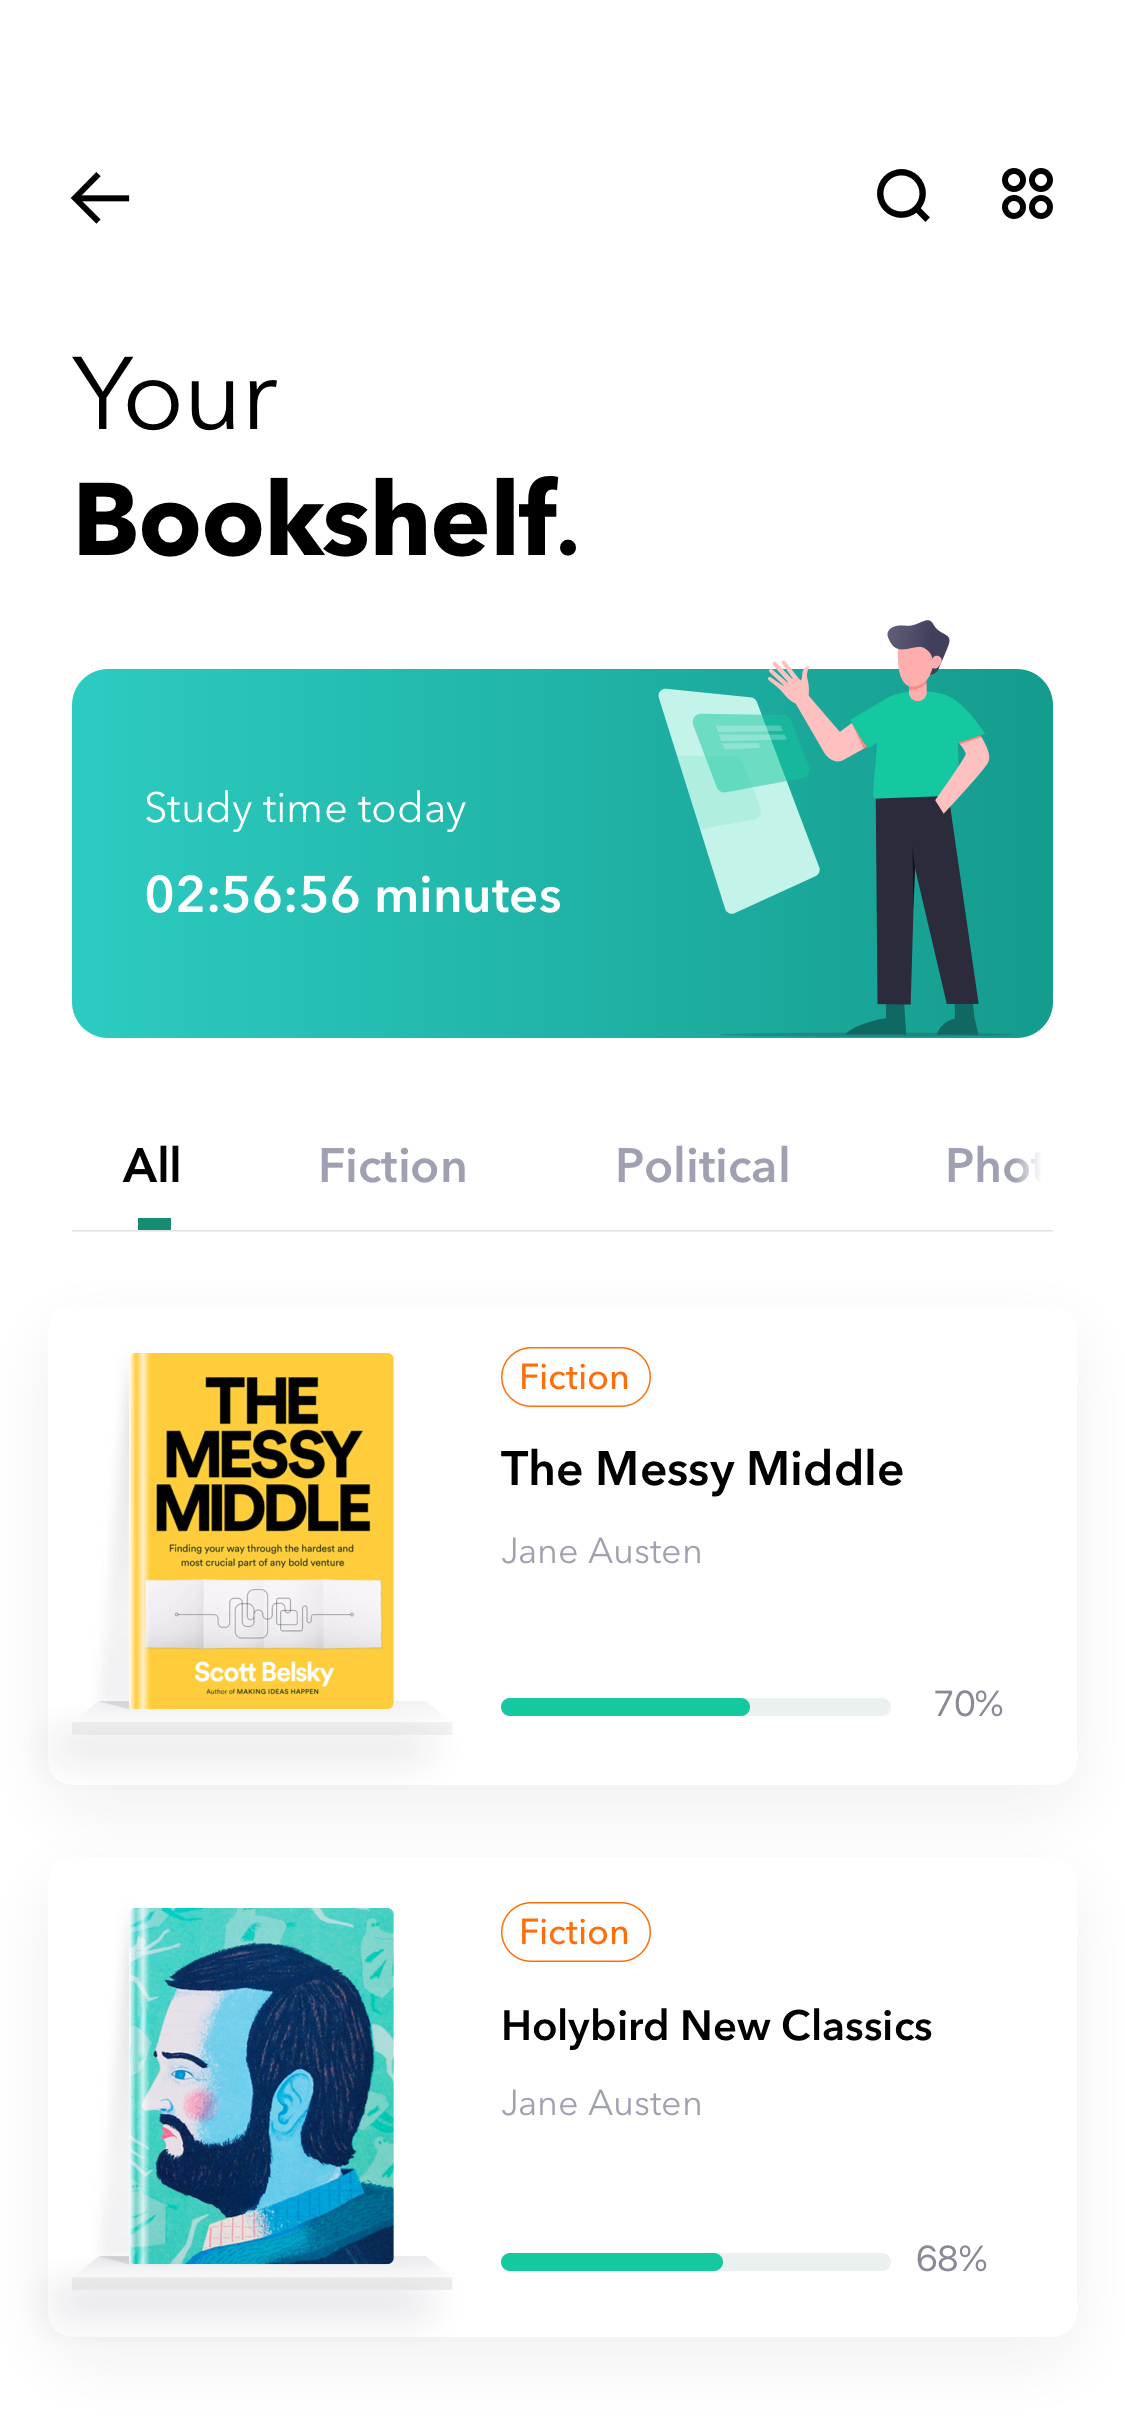 Your
Bookshelf.
Study time today
02:56:56 minutes
All Fiction Political Phot
THE
MESSY
MIDDLE
Finding your way through the hardest and
most crucial part of any bold venture
Scott Belsky
Author of MAKING IDEAS HAPPEN
Fiction
The Messy Middle
Jane Austen
70%
Fiction
Holybird New Classics
Jane Austen
68%